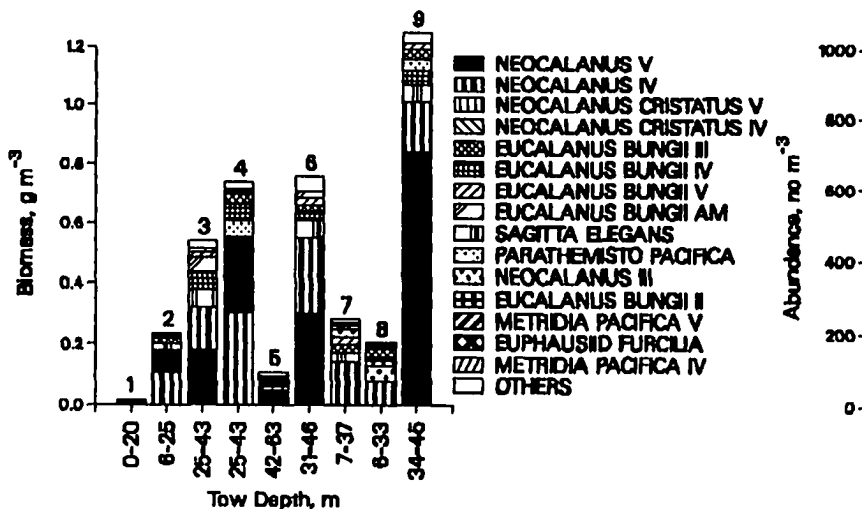 Biomass, g m⁻³
1.2
1.0
0.8
0.6
0.4
0.2
0.0
1
2
3
4
5
6
7
8
9
0-20
6-25
25-43
25-43
42-63
31-46
7-37
6-33
34-45
Tow Depth, m
NEOCALANUS V
NEOCALANUS IV
NEOCALANUS CRISTATUS V
NEOCALANUS CRISTATUS IV
EUCALANUS BUNGII III
EUCALANUS BUNGII IV
EUCALANUS BUNGII V
EUCALANUS BUNGII AM
SAGITTA ELEGANS
PARATHEMISTO PACIFICA
NEOCALANUS III
EUCALANUS BUNGII II
METRIDIA PACIFICA V
EUPHAUSIID FURCILIA
METRIDIA PACIFICA IV
OTHERS
Abundance, no m⁻³
1000
800
600
400
200
0